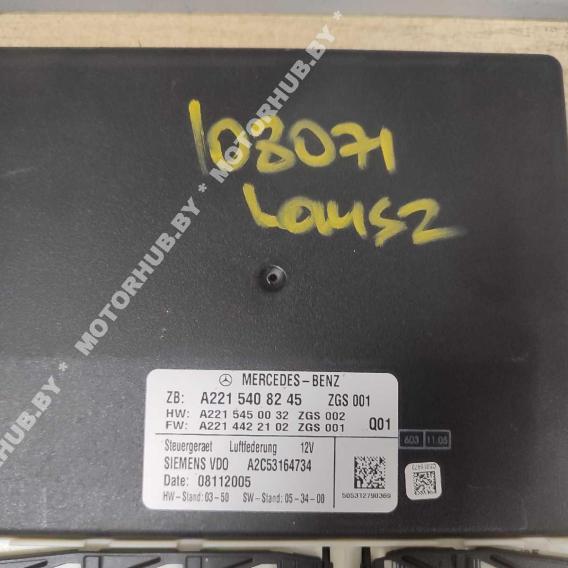 108071
MERCEDES-BENZ
ZB: A221 540 82 45 ZGS 001
HW: A221 545 00 32 ZGS 002
FW: A221 442 21 02 ZGS 001 Q01
Steuergeraet Luftfederung 12V
SIEMENS VDO A2C53164734
Date: 08112005
HW-Stand: 03-50 SW-Stand: 05-34-00
603 11.05
505312790369
* MOTORHUB.BY * MOTORHUB.BY *